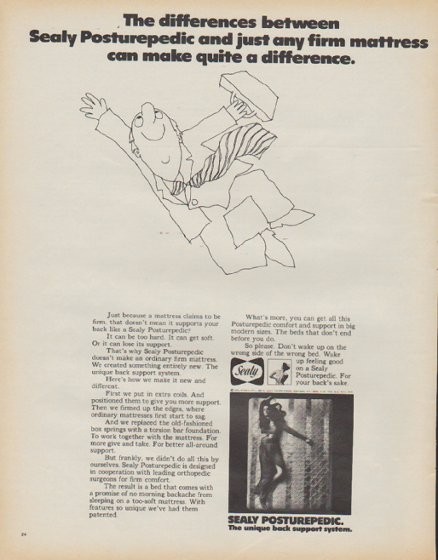 The differences between
Sealy Posturepedic and just any firm mattress
can make quite a difference.
Just because a mattress claims to be
firm, that doesn't mean it supports your
back like a Sealy Posturepedic!
It can be too hard. It can get soft.
Or it can lose its support.
That's why Sealy Posturepedic
doesn't make an ordinary firm mattress.
We created something entirely new. The
unique back support system.
Here's how we make it new and
different.
First we put in extra coils. And
positioned them to give you more support.
Then we firmed up the edges, where
ordinary mattresses first start to sag.
And we replaced the old-fashioned
box springs with a torsion bar foundation.
To work together with the mattress. For
more give and take. For better all-around
support.
But frankly, we didn't do all this by
ourselves. Sealy Posturepedic is designed
in cooperation with leading orthopedic
surgeons for firm comfort.
The result is a bed that comes with
a promise of no morning backache from
sleeping on a too-soft mattress. With
features so unique we've had them
patented.
What's more, you can get all this
Posturepedic comfort and support in big
modern sizes. The beds that don't end
before you do.
So please. Don't wake up on the
wrong side of the wrong bed. Wake
up feeling good
on a Sealy
Posturepedic. For
your back's sake.
Sealy
SEALY POSTUREPEDIC.
The unique back support system.